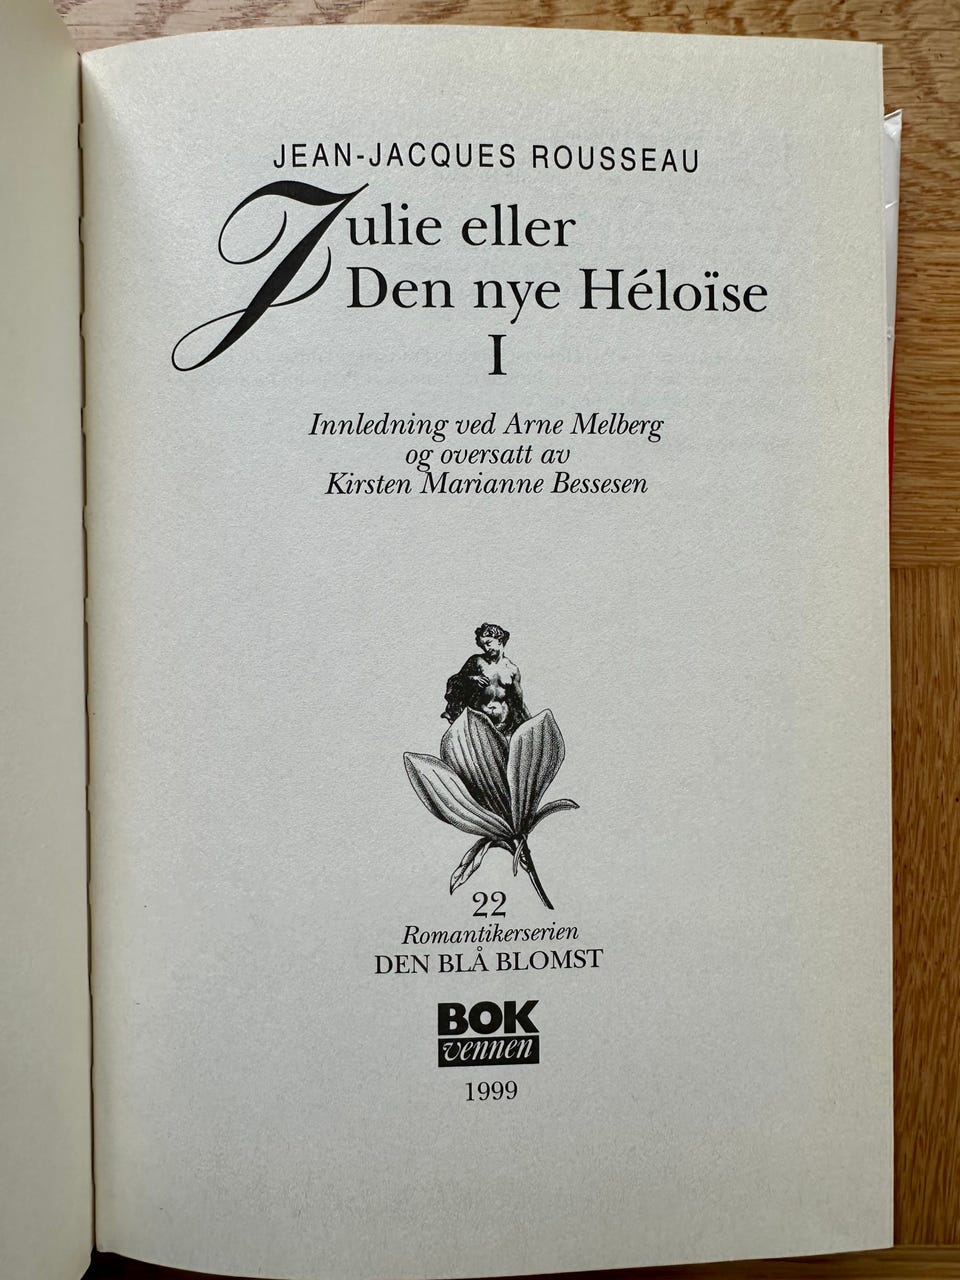 JEAN-JACQUES ROUSSEAU
Julie eller
Den nye Héloïse
I
Innledning ved Arne Melberg
og oversatt av
Kirsten Marianne Bessesen
22
Romantikerserien
DEN BLÅ BLOMST
BOK
vennen
1999